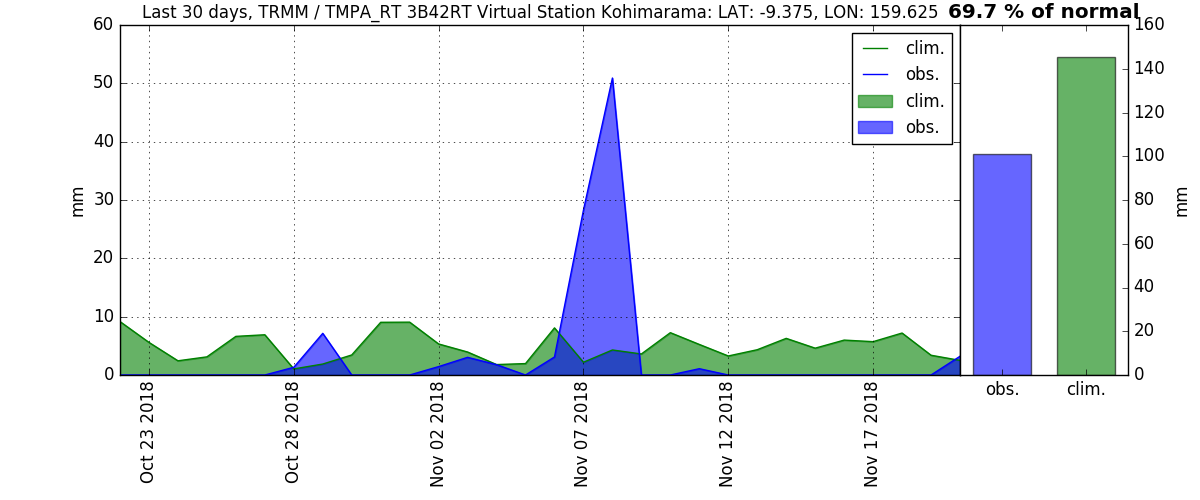 Last 30 days, TRMM / TMPA_RT 3B42RT Virtual Station Kohimarama: LAT: -9.375, LON: 159.625
69.7 % of normal
60
50
40
30
20
10
0
mm
clim.
obs.
clim.
obs.
Oct 23 2018
Oct 28 2018
Nov 02 2018
Nov 07 2018
Nov 12 2018
Nov 17 2018
160
140
120
100
80
60
40
20
0
mm
obs.
clim.